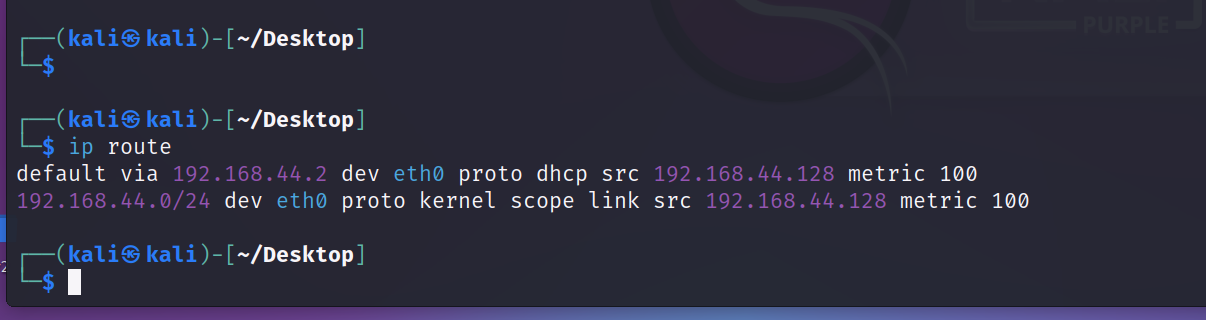 PURPLE
┌──(kali㉿kali)-[~/Desktop]
└─$
┌──(kali㉿kali)-[~/Desktop]
└─$ ip route
default via 192.168.44.2 dev eth0 proto dhcp src 192.168.44.128 metric 100
192.168.44.0/24 dev eth0 proto kernel scope link src 192.168.44.128 metric 100
┌──(kali㉿kali)-[~/Desktop]
└─$
2